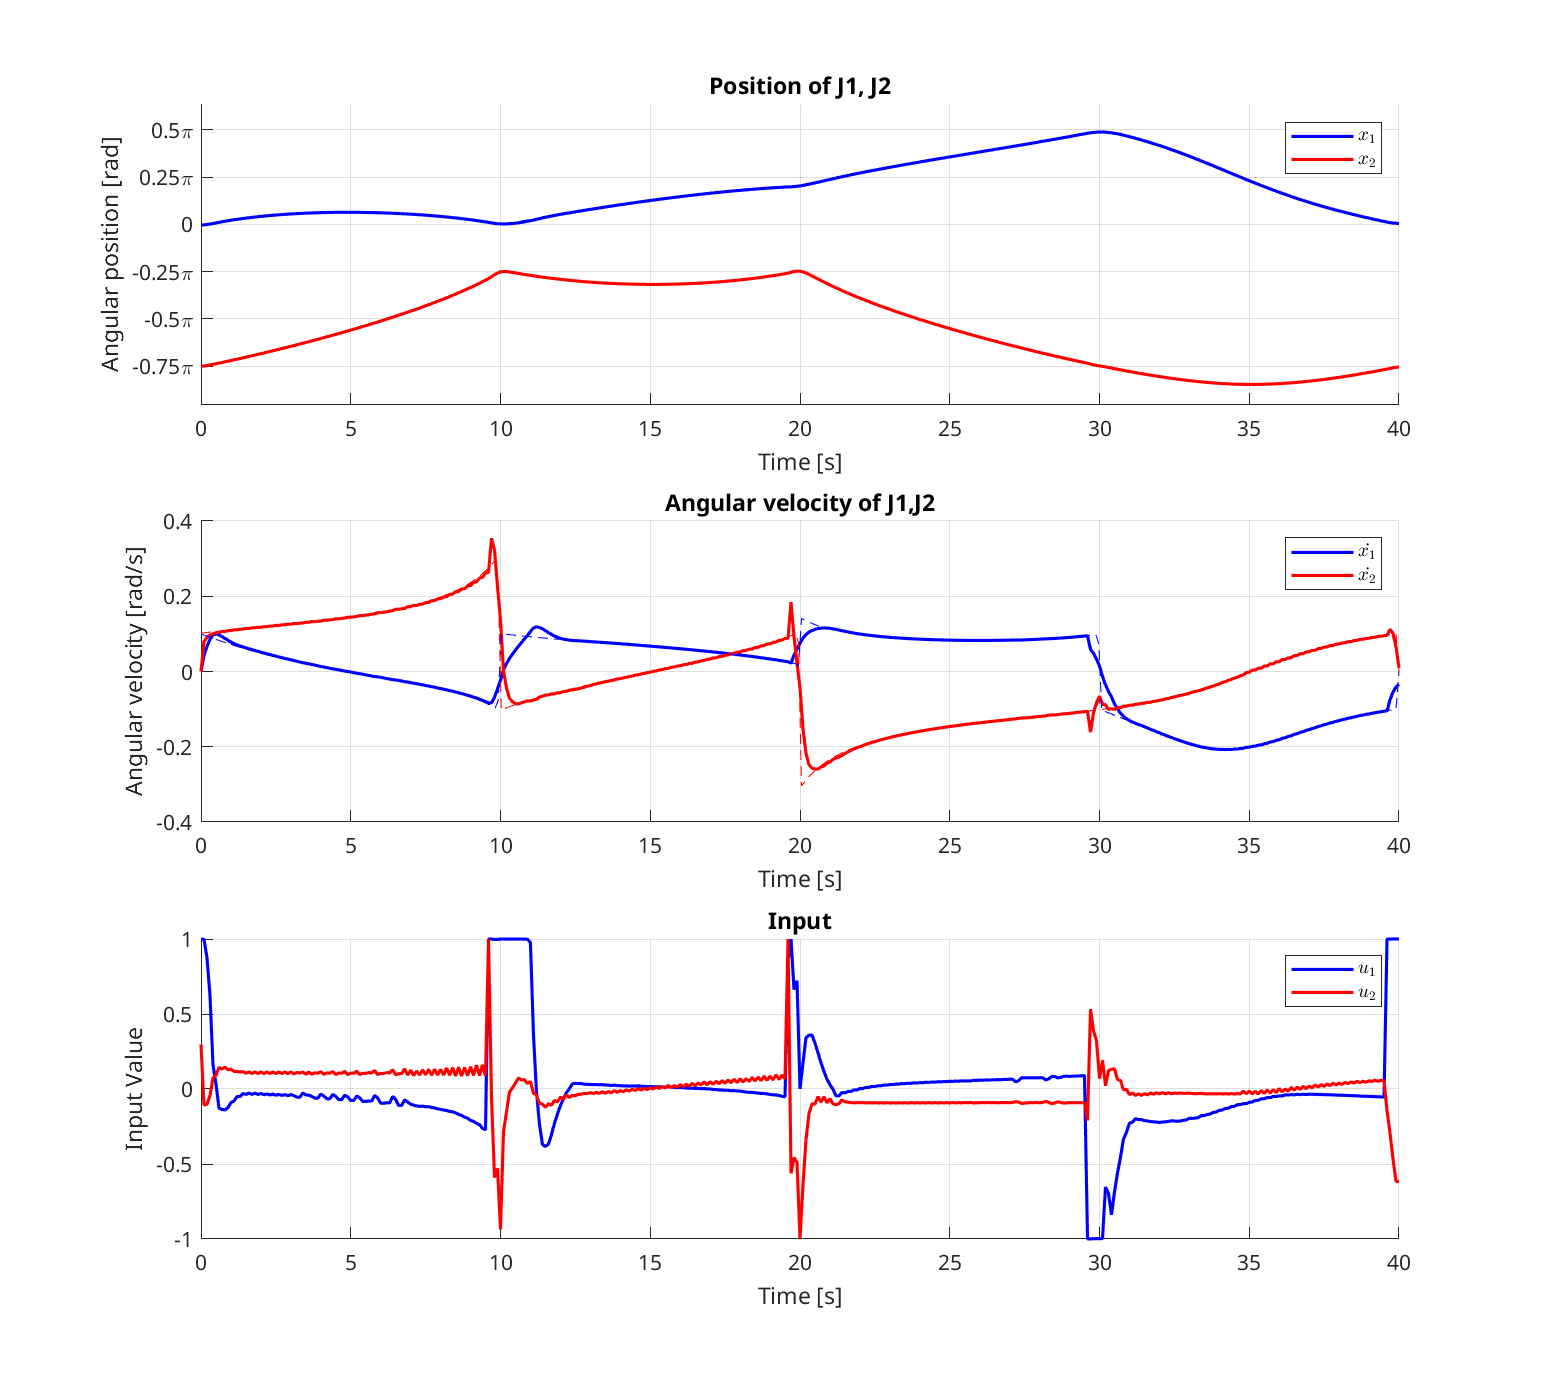 Position of J1, J2
Angular position [rad]
0.5π
0.25π
0
-0.25π
-0.5π
-0.75π
x₁
x₂
0 5 10 15 20 25 30 35 40
Time [s]
Angular velocity of J1,J2
Angular velocity [rad/s]
0.4
0.2
0
-0.2
-0.4
ẋ₁
ẋ₂
0 5 10 15 20 25 30 35 40
Time [s]
Input
Input Value
1
0.5
0
-0.5
-1
u₁
u₂
0 5 10 15 20 25 30 35 40
Time [s]